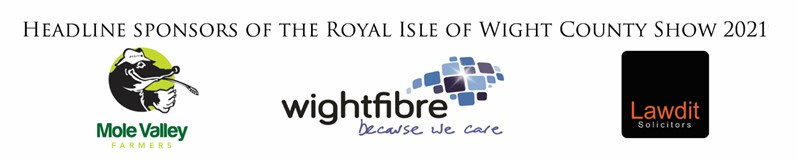 Headline sponsors of the Royal Isle of Wight County Show 2021
Mole Valley
FARMERS
wightfibre
because we care
Lawdit
Solicitors